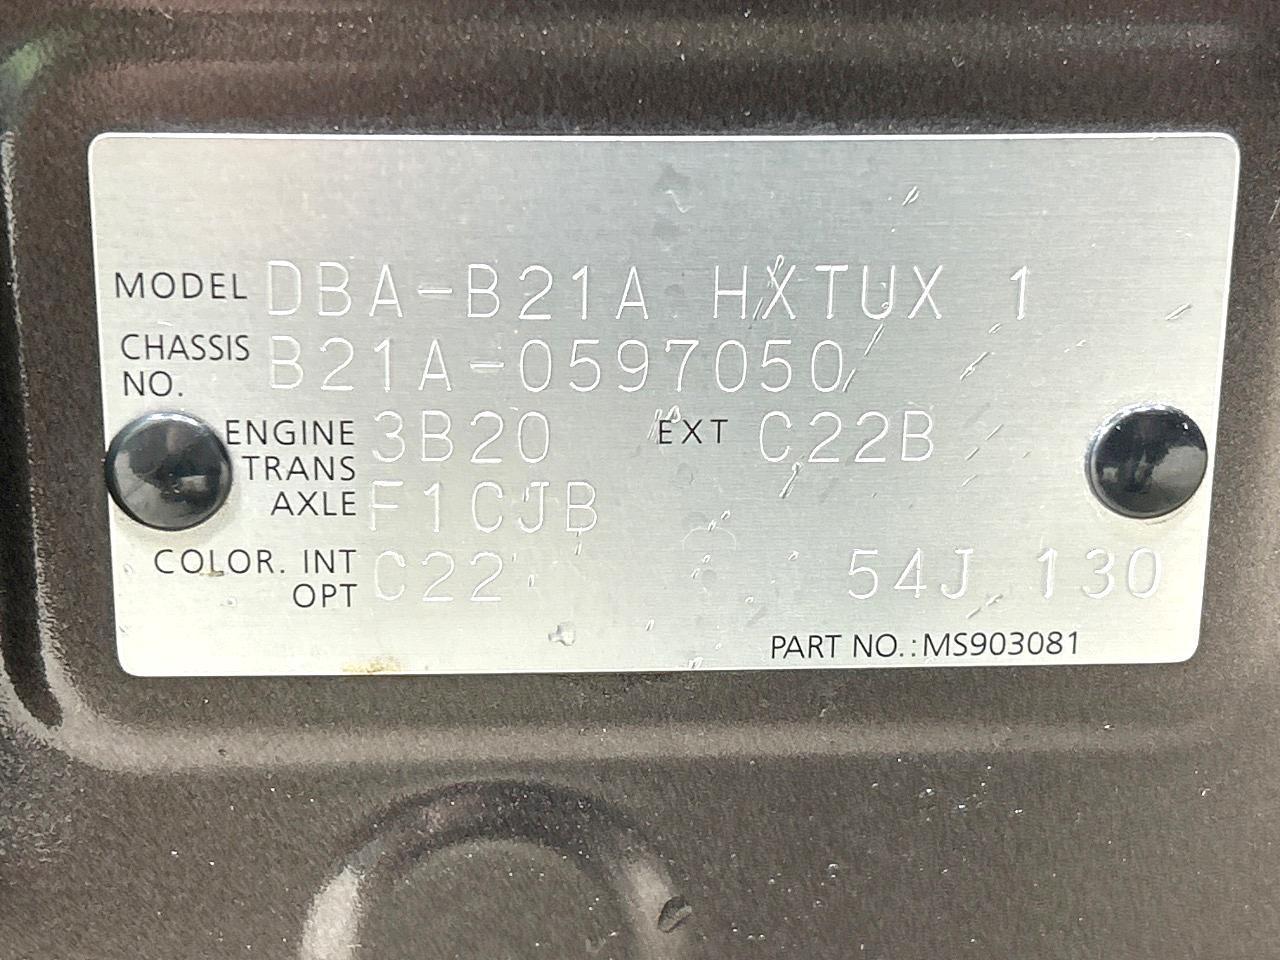 MODEL DBA-B21A HXTUX 1
CHASSIS NO. B21A-0597050
ENGINE 3B20 EXT C22B
TRANS AXLE F1CJB
COLOR. INT OPT C22 54J 130
PART NO.:MS903081